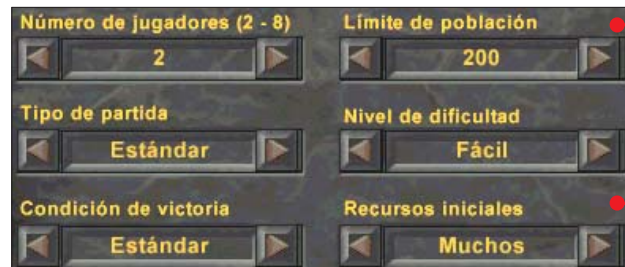 Número de jugadores (2 - 8)
2
Límite de población
200
Tipo de partida
Estándar
Nivel de dificultad
Fácil
Condición de victoria
Estándar
Recursos iniciales
Muchos